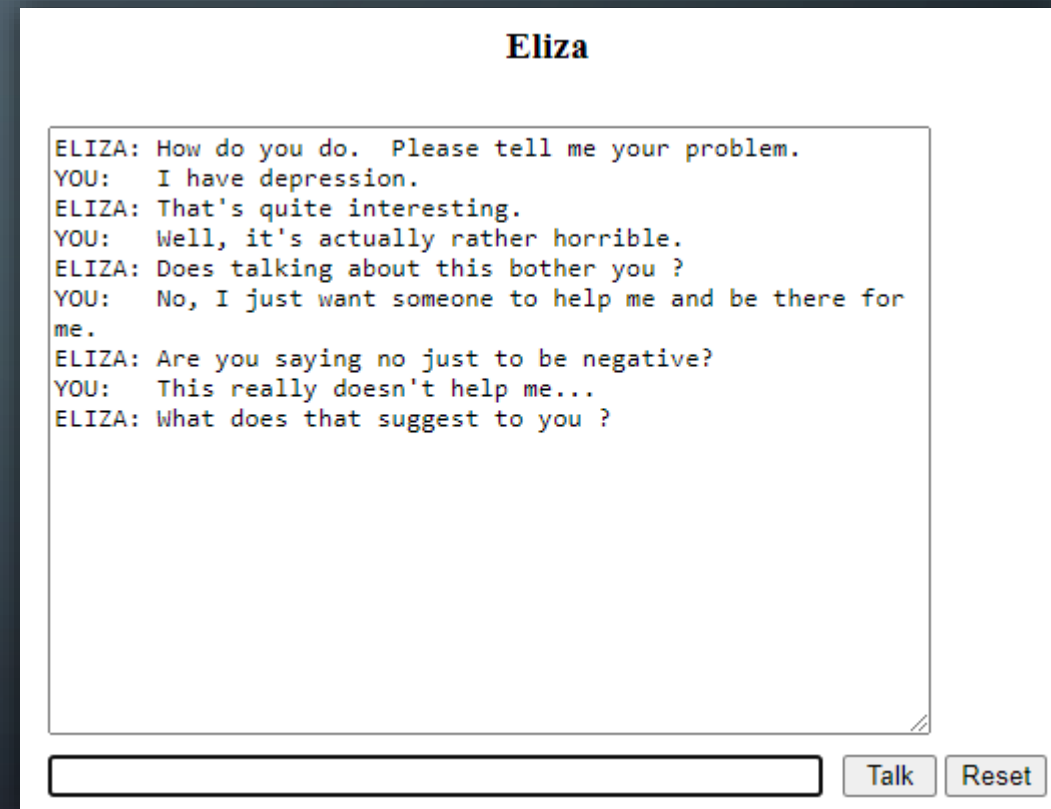 Eliza
ELIZA: How do you do.  Please tell me your problem.
YOU:   I have depression.
ELIZA: That's quite interesting.
YOU:   Well, it's actually rather horrible.
ELIZA: Does talking about this bother you ?
YOU:   No, I just want someone to help me and be there for
me.
ELIZA: Are you saying no just to be negative?
YOU:   This really doesn't help me...
ELIZA: What does that suggest to you ?
Talk Reset